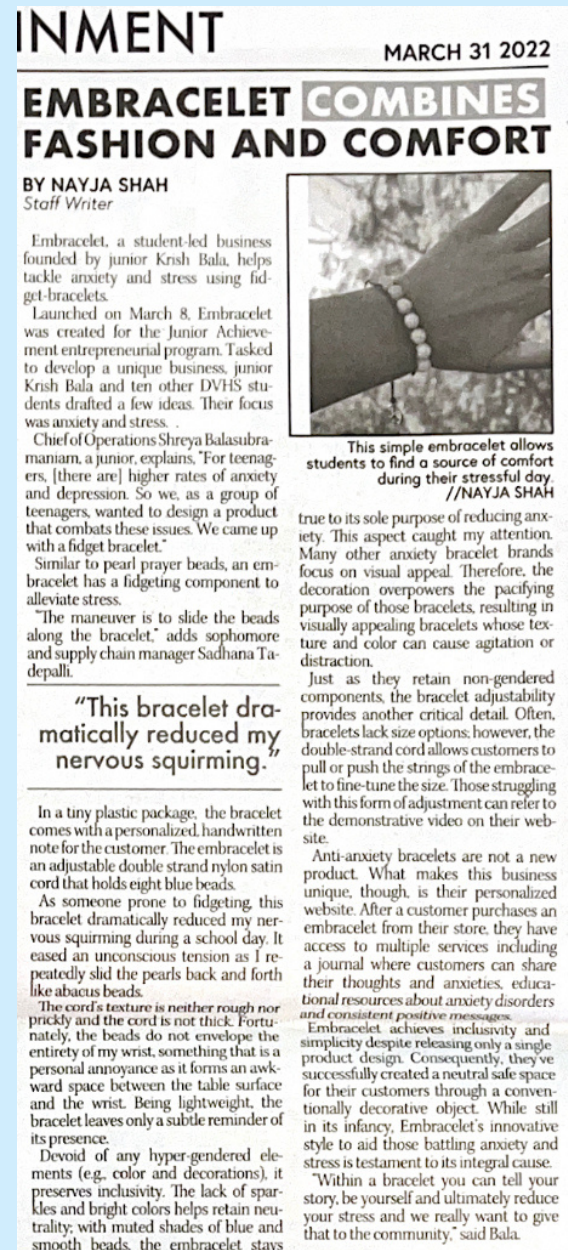 INMENT
MARCH 31 2022
EMBRACELET COMBINES
FASHION AND COMFORT
BY NAYJA SHAH
Staff Writer
Embracelet, a student-led business
founded by junior Krish Bala, helps
tackle anxiety and stress using fid-
get-bracelets.
Launched on March 8, Embracelet
was created for the Junior Achieve-
ment entrepreneurial program. Tasked
to develop a unique business, junior
Krish Bala and ten other DVHS stu-
dents drafted a few ideas. Their focus
was anxiety and stress. .
Chief of Operations Shreya Balasubra-
maniam, a junior, explains, "For teenag-
ers, [there are] higher rates of anxiety
and depression. So we, as a group of
teenagers, wanted to design a product
that combats these issues. We came up
with a fidget bracelet."
Similar to pearl prayer beads, an em-
bracelet has a fidgeting component to
alleviate stress.
"The maneuver is to slide the beads
along the bracelet," adds sophomore
and supply chain manager Sadhana Ta-
depalli.
"This bracelet dra-
matically reduced my
nervous squirming."
In a tiny plastic package, the bracelet
comes with a personalized, handwritten
note for the customer. The embracelet is
an adjustable double strand nylon satin
cord that holds eight blue beads.
As someone prone to fidgeting, this
bracelet dramatically reduced my ner-
vous squirming during a school day. It
eased an unconscious tension as I re-
peatedly slid the pearls back and forth
like abacus beads.
The cord's texture is neither rough nor
prickly and the cord is not thick. Fortu-
nately, the beads do not envelope the
entirety of my wrist, something that is a
personal annoyance as it forms an awk-
ward space between the table surface
and the wrist. Being lightweight, the
bracelet leaves only a subtle reminder of
its presence.
Devoid of any hyper-gendered ele-
ments (e.g., color and decorations), it
preserves inclusivity. The lack of spar-
kles and bright colors helps retain neu-
trality; with muted shades of blue and
smooth beads, the embracelet stays
This simple embracelet allows
students to find a source of comfort
during their stressful day.
//NAYJA SHAH
true to its sole purpose of reducing anx-
iety. This aspect caught my attention.
Many other anxiety bracelet brands
focus on visual appeal. Therefore, the
decoration overpowers the pacifying
purpose of those bracelets, resulting in
visually appealing bracelets whose tex-
ture and color can cause agitation or
distraction.
Just as they retain non-gendered
components, the bracelet adjustability
provides another critical detail. Often,
bracelets lack size options; however, the
double-strand cord allows customers to
pull or push the strings of the embrace-
let to fine-tune the size. Those struggling
with this form of adjustment can refer to
the demonstrative video on their web-
site.
Anti-anxiety bracelets are not a new
product. What makes this business
unique, though, is their personalized
website. After a customer purchases an
embracelet from their store, they have
access to multiple services including
a journal where customers can share
their thoughts and anxieties, educa-
tional resources about anxiety disorders
and consistent positive messages.
Embracelet achieves inclusivity and
simplicity despite releasing only a single
product design. Consequently, they've
successfully created a neutral safe space
for their customers through a conven-
tionally decorative object. While still
in its infancy, Embracelet's innovative
style to aid those battling anxiety and
stress is testament to its integral cause.
"Within a bracelet you can tell your
story, be yourself and ultimately reduce
your stress and we really want to give
that to the community," said Bala.